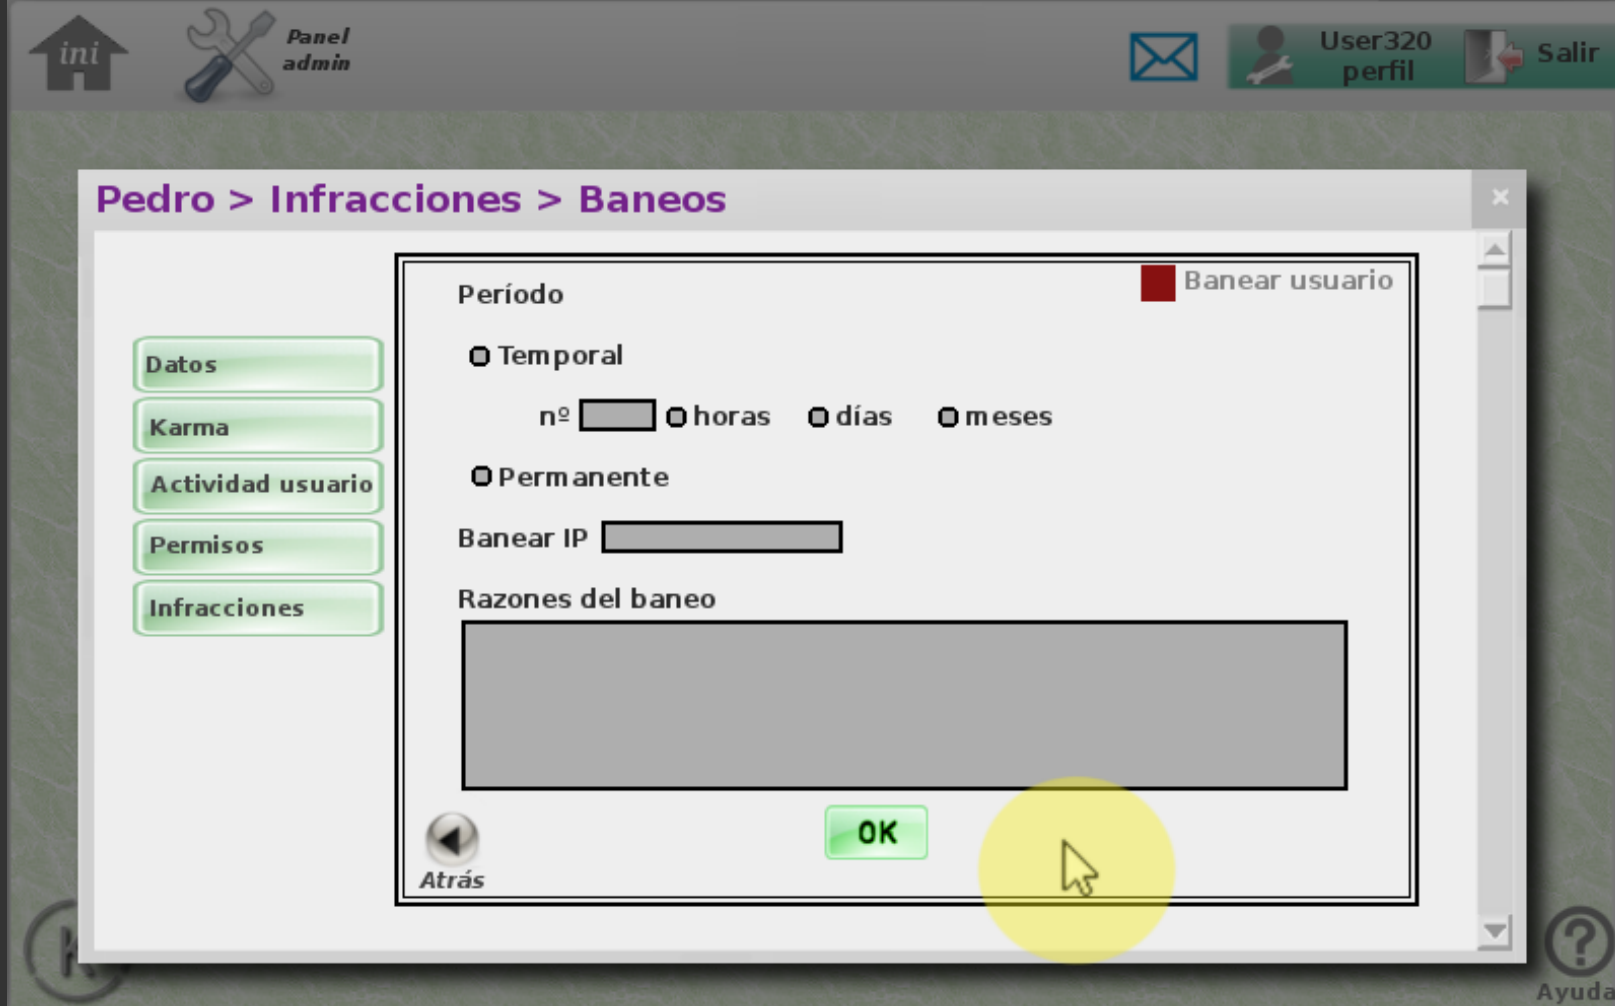 ini
Panel
admin
User320
perfil
Salir
Pedro > Infracciones > Baneos
×
Banear usuario
Período
Temporal
nº horas días meses
Permanente
Banear IP
Razones del baneo
Datos
Karma
Actividad usuario
Permisos
Infracciones
OK
Atrás
K
?
Ayuda